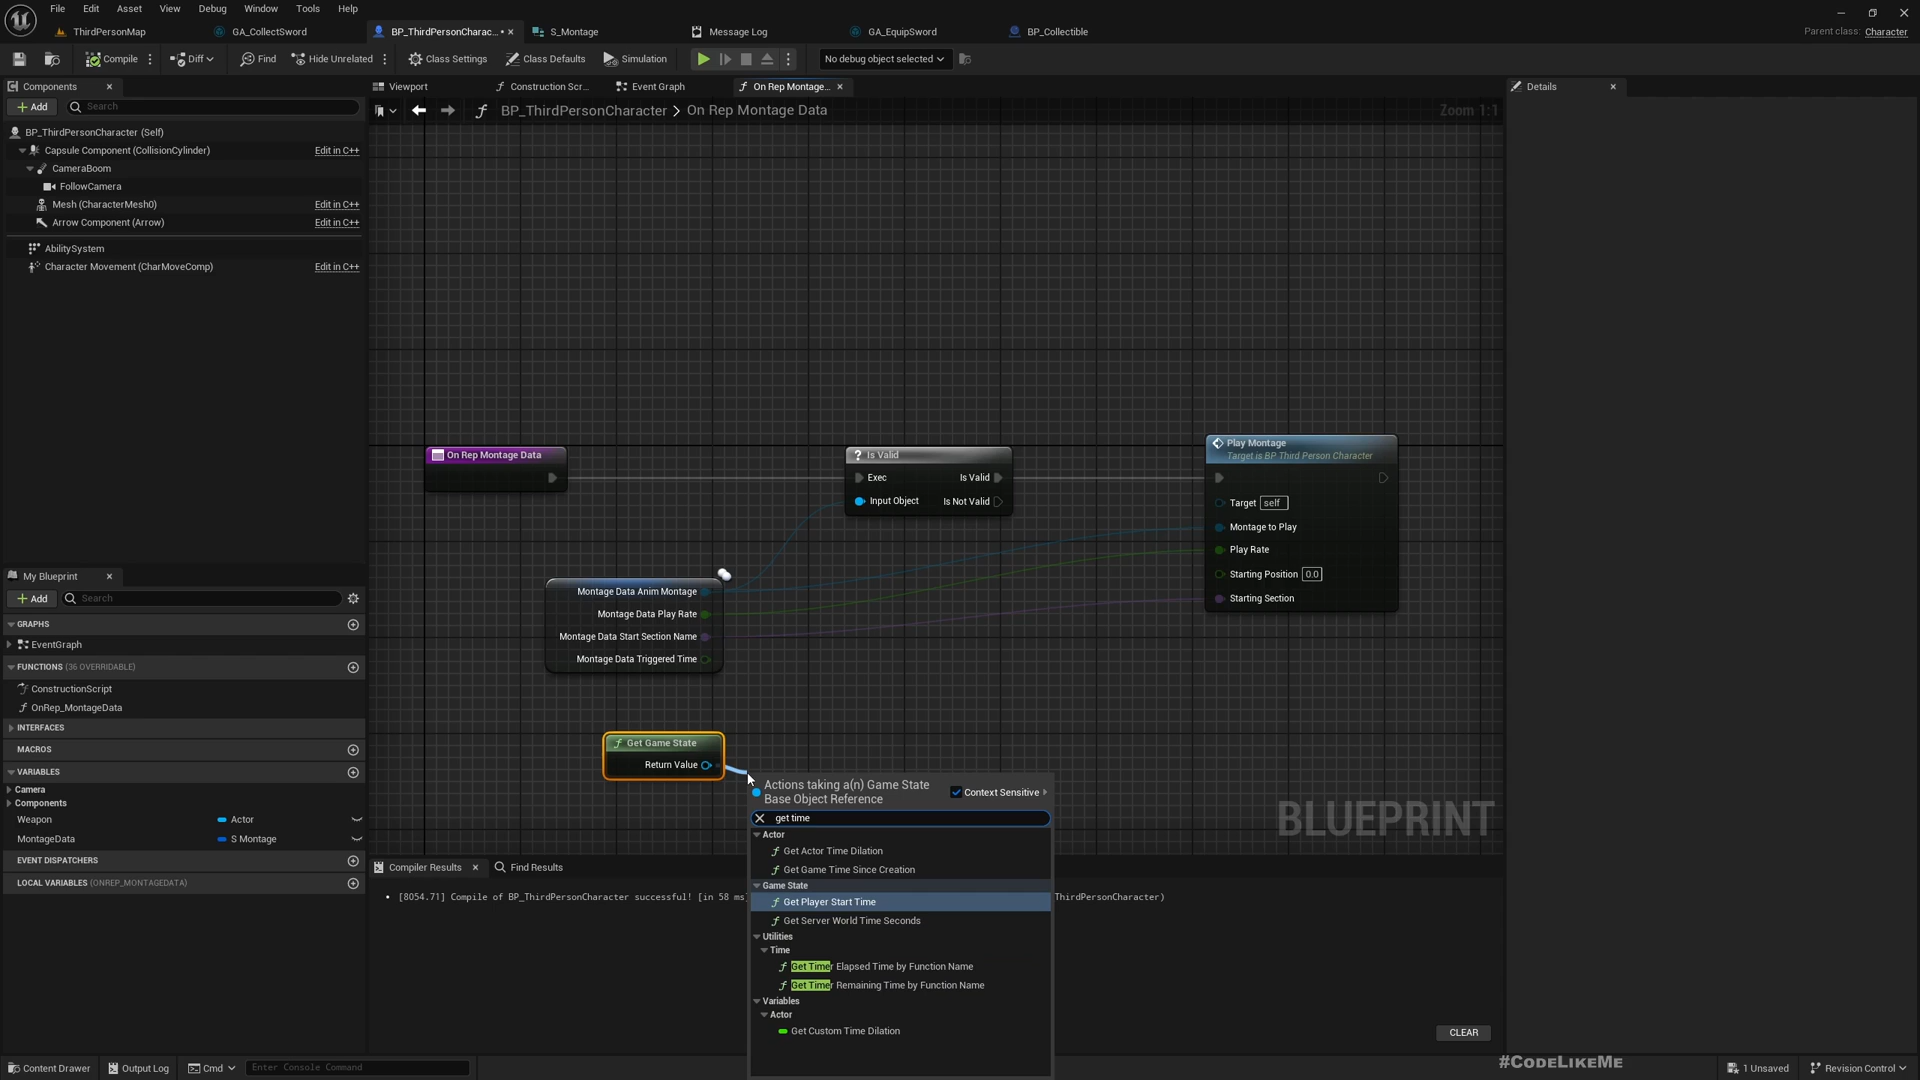 File Edit Asset View Debug Window Tools Help
ThirdPersonMap GA_CollectSword BP_ThirdPersonCharac... • S_Montage Message Log GA_EquipSword BP_Collectible Parent class: Character
Compile Diff Find Hide Unrelated Class Settings Class Defaults Simulation No debug object selected
Components Viewport Construction Scr... Event Graph On Rep Montage... Details
Add Search BP_ThirdPersonCharacter > On Rep Montage Data Zoom 1:1
BP_ThirdPersonCharacter (Self)
Capsule Component (CollisionCylinder) Edit in C++
CameraBoom
FollowCamera
Mesh (CharacterMesh0) Edit in C++
Arrow Component (Arrow) Edit in C++
AbilitySystem
Character Movement (CharMoveComp) Edit in C++
On Rep Montage Data
Is Valid
Exec Is Valid
Input Object Is Not Valid
Play Montage
Target is BP Third Person Character
Target self
Montage to Play
Play Rate
Starting Position 0.0
Starting Section
Montage Data Anim Montage
Montage Data Play Rate
Montage Data Start Section Name
Montage Data Triggered Time
Get Game State
Return Value
Actions taking a(n) Game State
Base Object Reference Context Sensitive
get time
Actor
Get Actor Time Dilation
Get Game Time Since Creation
Game State
Get Player Start Time
Get Server World Time Seconds
Utilities
Time
Get Timer Elapsed Time by Function Name
Get Timer Remaining Time by Function Name
Variables
Actor
Get Custom Time Dilation
BLUEPRINT
My Blueprint
Add Search
GRAPHS
EventGraph
FUNCTIONS (36 OVERRIDABLE)
ConstructionScript
OnRep_MontageData
INTERFACES
MACROS
VARIABLES
Camera
Components
Weapon Actor
MontageData S Montage
EVENT DISPATCHERS
LOCAL VARIABLES (ONREP_MONTAGEDATA)
Compiler Results Find Results
[8054.71] Compile of BP_ThirdPersonCharacter successful! [in 58 ms] ThirdPersonCharacter)
CLEAR
#CODELIKEME
Content Drawer Output Log Cmd Enter Console Command 1 Unsaved Revision Control